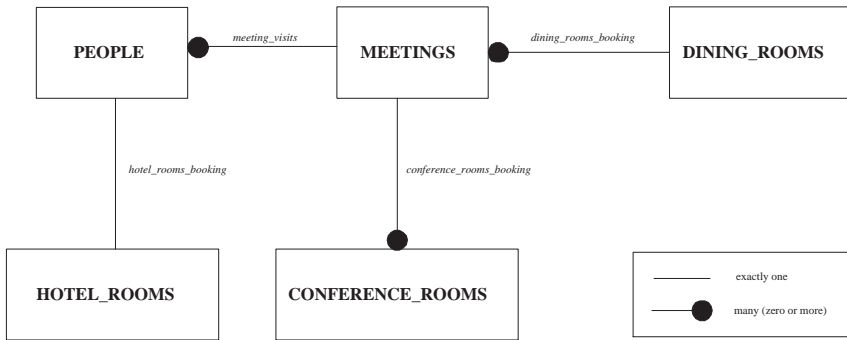 PEOPLE
meeting_visits
MEETINGS
dining_rooms_booking
DINING_ROOMS
hotel_rooms_booking
conference_rooms_booking
HOTEL_ROOMS
CONFERENCE_ROOMS
exactly one
many (zero or more)